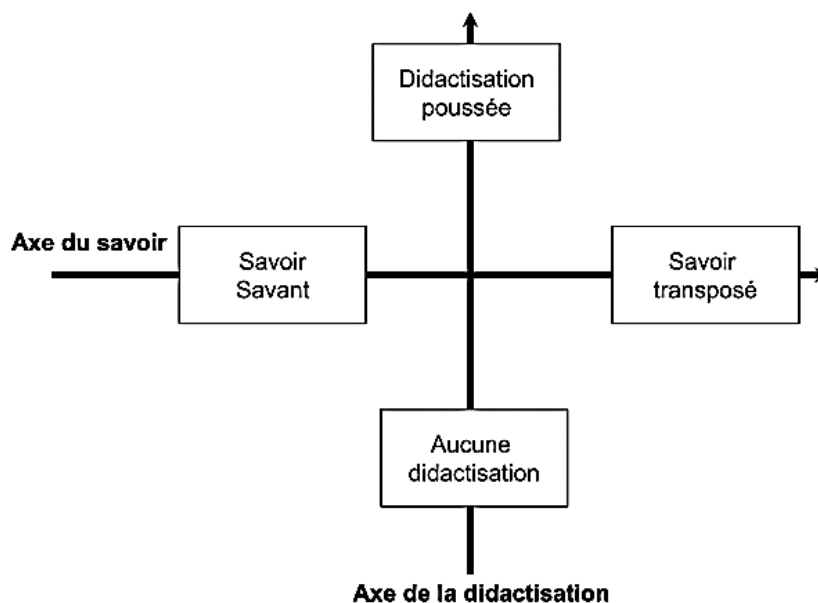 Didactisation
poussée
Axe du savoir
Savoir
Savant
Savoir
transposé
Aucune
didactisation
Axe de la didactisation